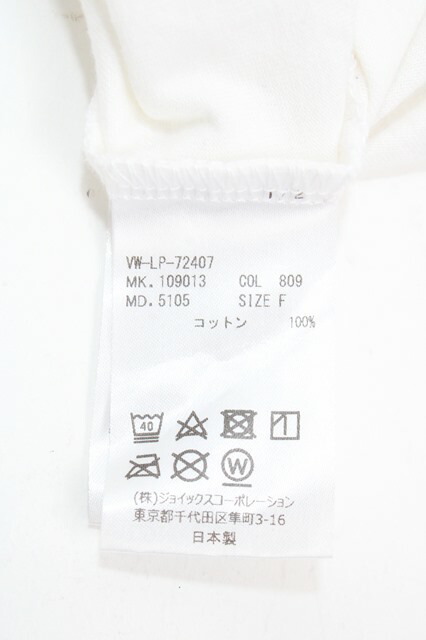 1/2
VW-LP-72407
MK.109013 COL 809
MD.5105 SIZE F
コットン 100%
40
W
(株)ジョイックスコーポレーション
東京都千代田区隼町3-16
日本製